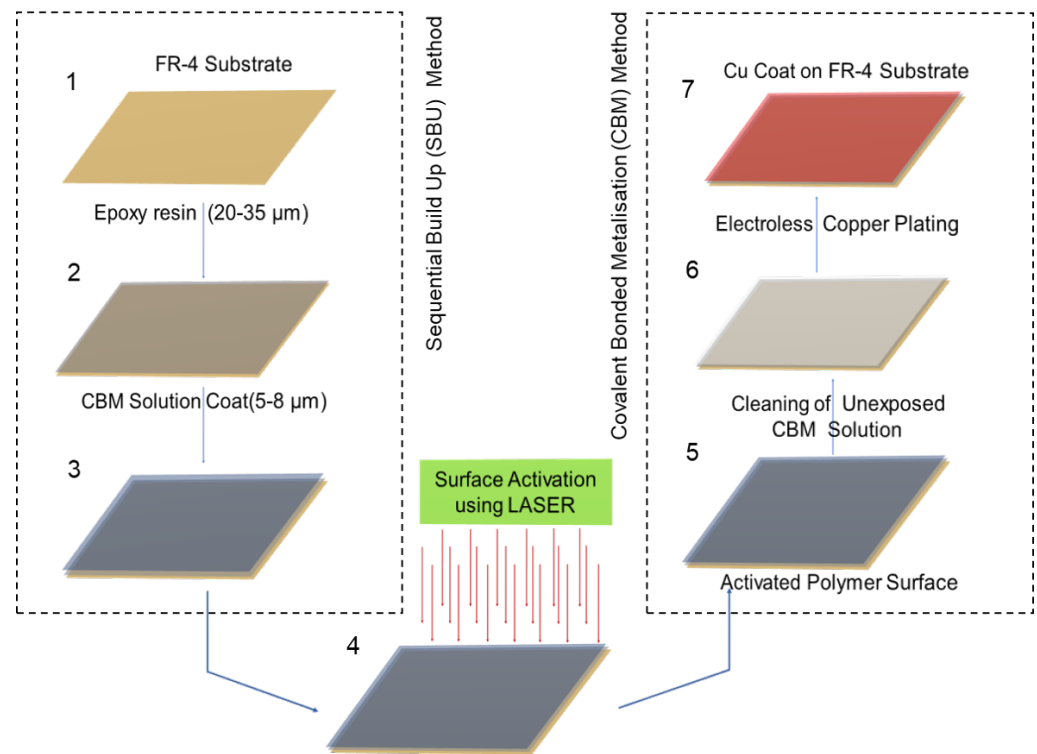 1
FR-4 Substrate
Epoxy resin (20-35 µm)
2
CBM Solution Coat(5-8 µm)
3
Sequential Build Up (SBU) Method
Surface Activation
using LASER
4
Covalent Bonded Metalisation (CBM) Method
Cu Coat on FR-4 Substrate
7
Electroless Copper Plating
6
Cleaning of Unexposed
CBM Solution
5
Activated Polymer Surface